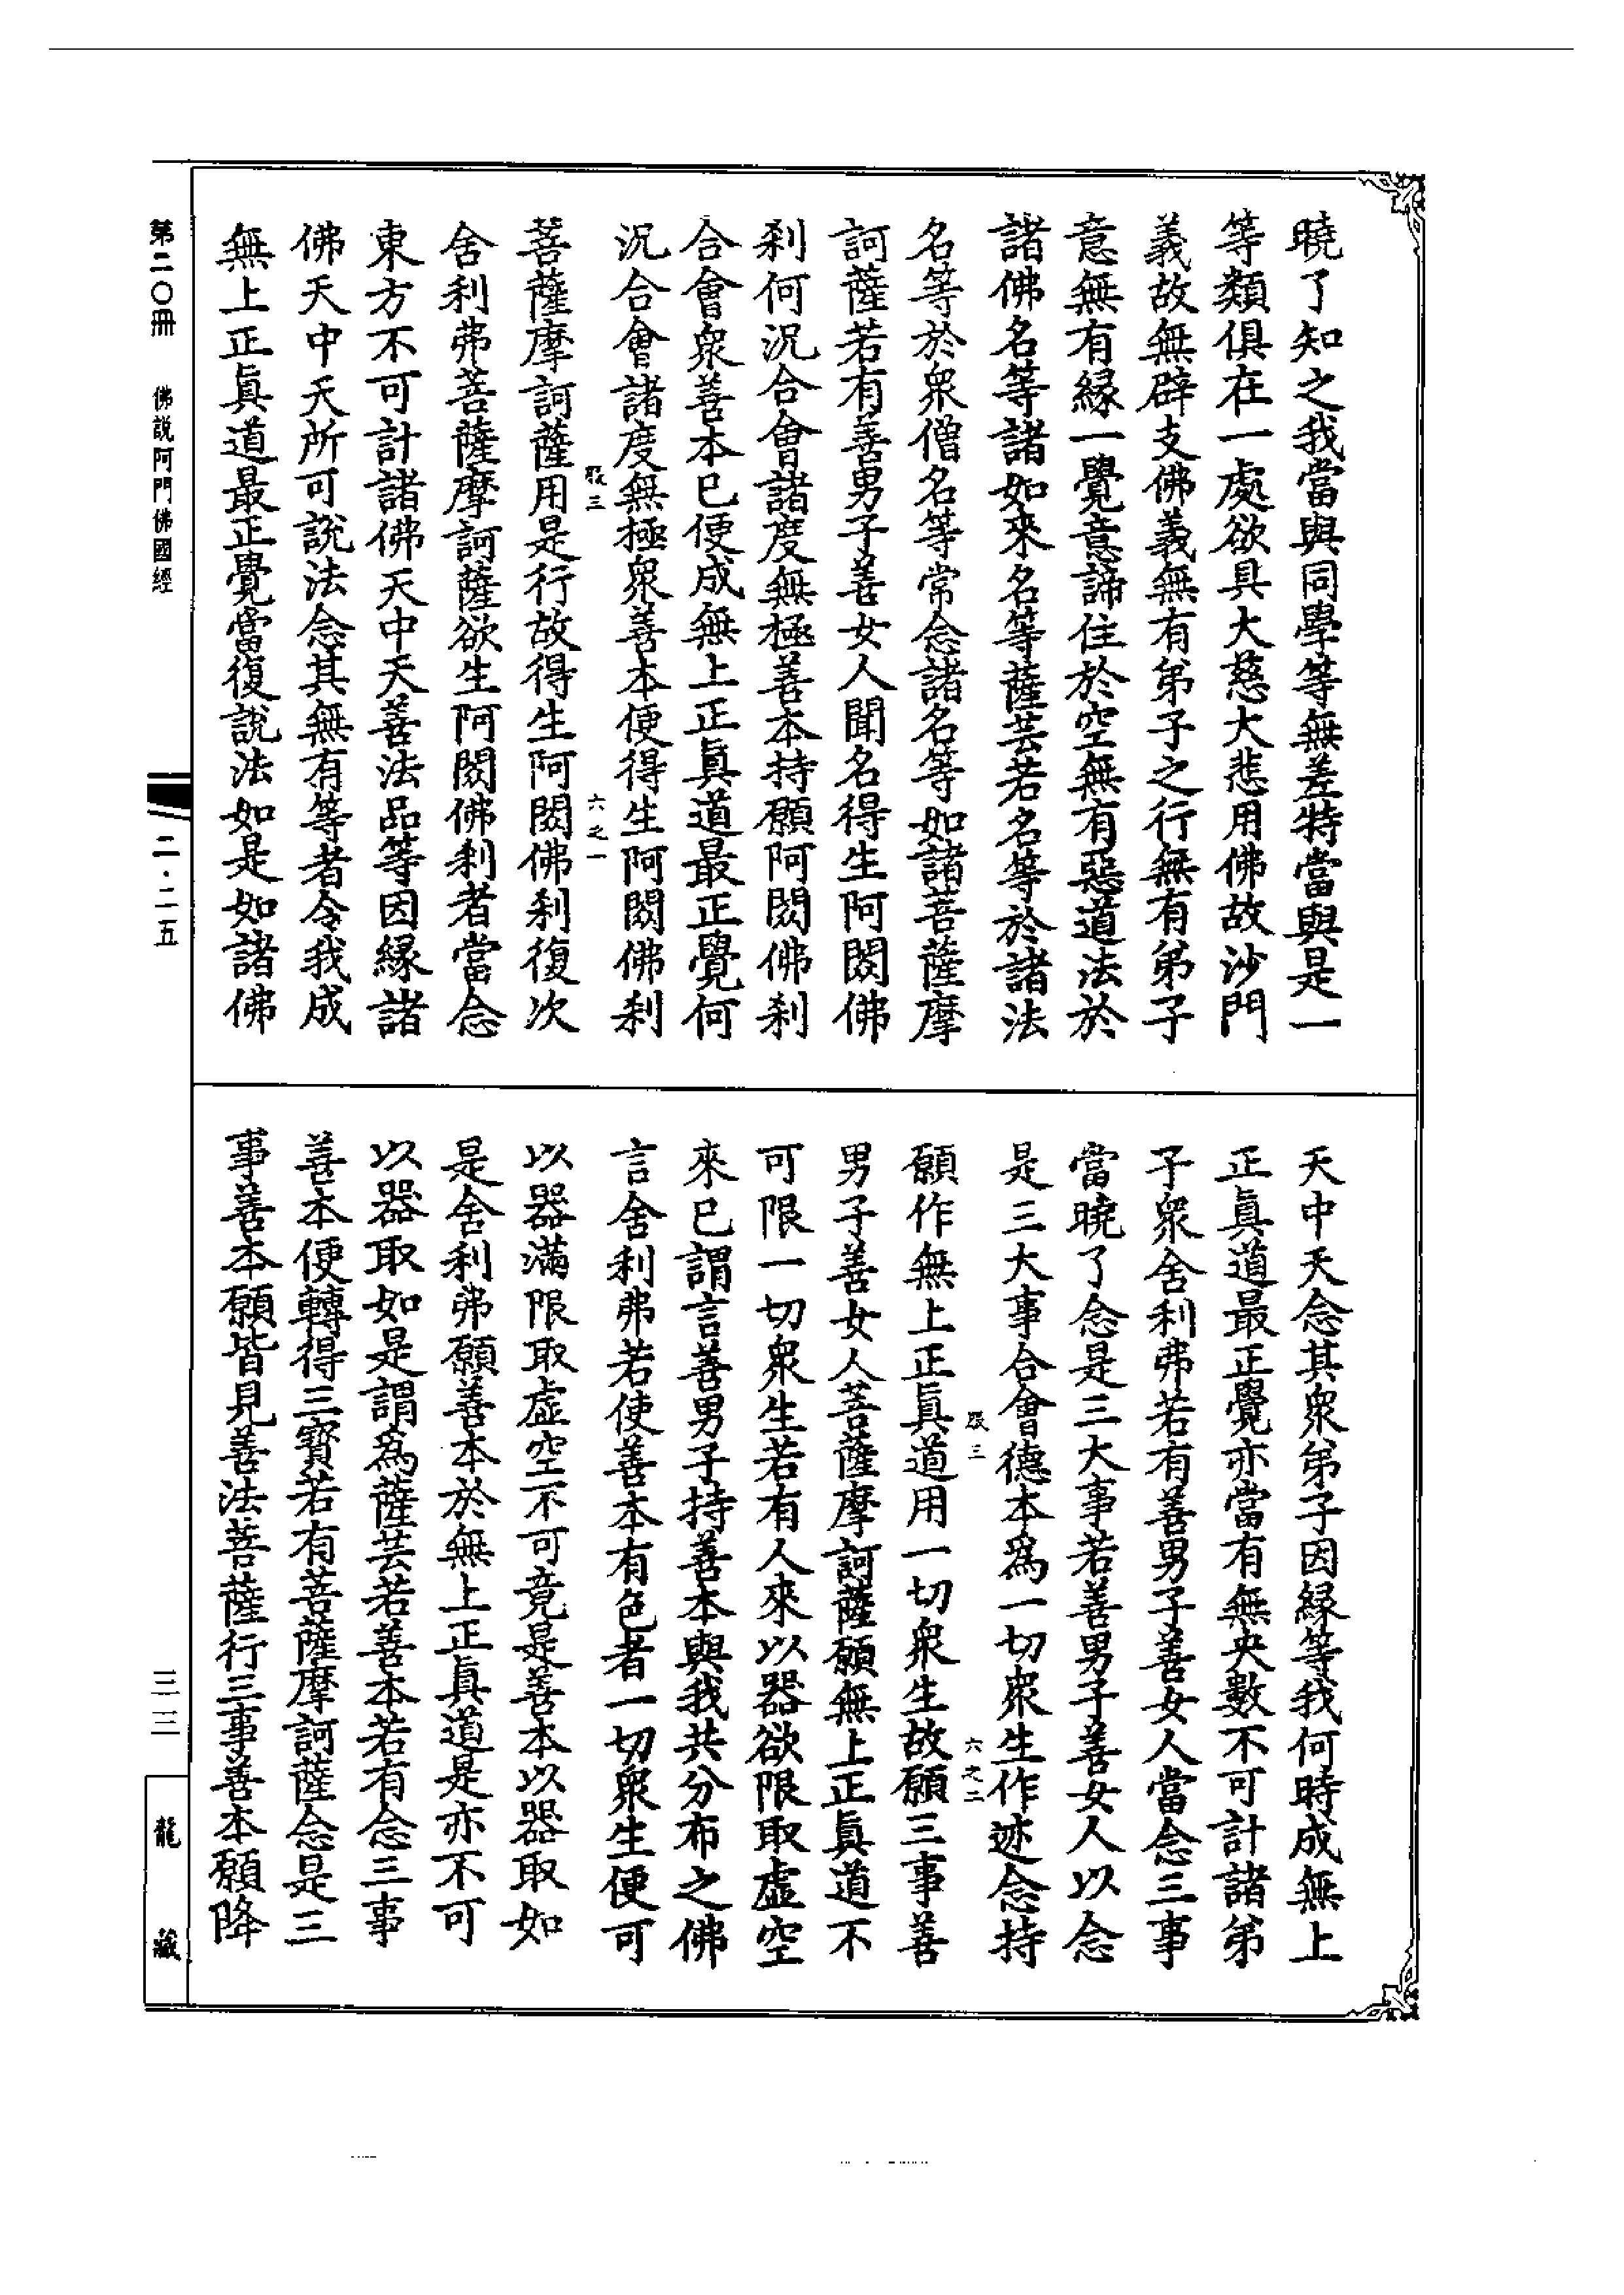 曉了知之我當與同學等無差特當與是一
等類俱在一處欲具大慈大悲用佛故沙門
義故無辟支佛義無有弟子之行無有弟子
意無有緣一覺意諦住於空無有惡道法於
諸佛名等諸如來名等薩芸若名等於諸法
名等於衆僧名等常念諸名等如諸菩薩摩
訶薩若有善男子善女人聞名得生阿閦佛
刹何況合會諸度無極善本持願阿閦佛刹
合會衆善本已便成無上正眞道最正覺何
況合會諸度無極衆善本便得生阿閦佛刹
殷三
六之一
菩薩摩訶薩用是行故得生阿閦佛刹復次
舍利弗菩薩摩訶薩欲生阿閦佛刹者當念
東方不可計諸佛天中天善法品等因緣諸
佛天中天所可說法念其無有等者令我成
無上正眞道最正覺當復說法如是如諸佛
天中天念其衆弟子因緣等我何時成無上
正眞道最正覺亦當有無央數不可計諸弟
子衆舍利弗若有善男子善女人當念三事
當曉了念是三大事若善男子善女人以念
是三大事合會德本爲一切衆生作迹念持
殷三
六之二
願作無上正眞道用一切衆生故願三事善
男子善女人菩薩摩訶薩願無上正眞道不
可限一切衆生若有人來以器欲限取虛空
來已謂言善男子持善本與我共分布之佛
言舍利弗若使善本有色者一切衆生便可
以器滿限取虛空不可竟是善本以器取如
是舍利弗願善本於無上正眞道是亦不可
以器取如是謂爲薩芸若善本若有念三事
善本便轉得三寶若有菩薩摩訶薩念是三
事善本願皆見善法菩薩行三事善本願降
第二〇冊　佛說阿門佛國經
二·二五
三三
龍藏